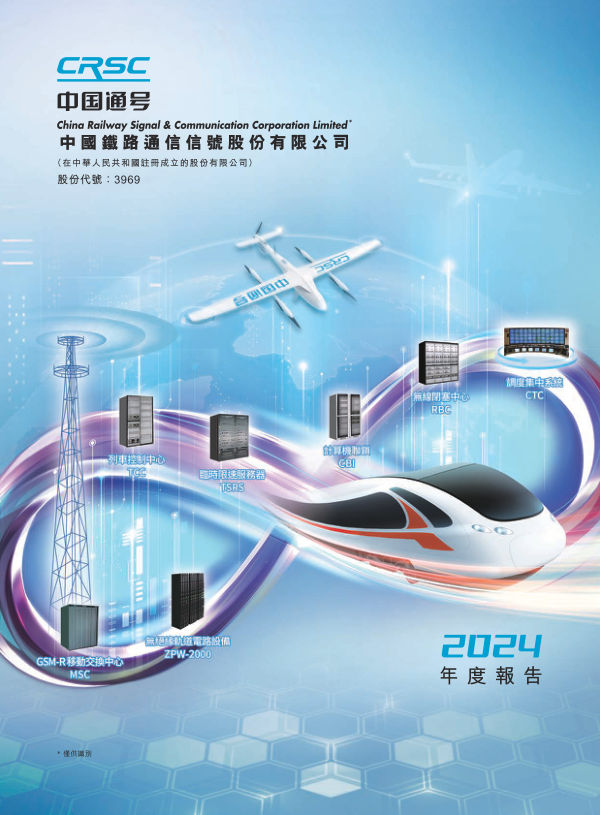 CRSC
中国通号
China Railway Signal & Communication Corporation Limited*
中國鐵路通信信號股份有限公司
（在中華人民共和國註冊成立的股份有限公司）
股份代號：3969
CRSC
中国通号
調度集中系統
CTC
無線閉塞中心
RBC
計算機聯鎖
CBI
列車控制中心
TCC
臨時限速服務器
TSRS
無絕緣軌道電路設備
ZPW-2000
GSM-R移動交換中心
MSC
2024
年度報告
* 僅供識別